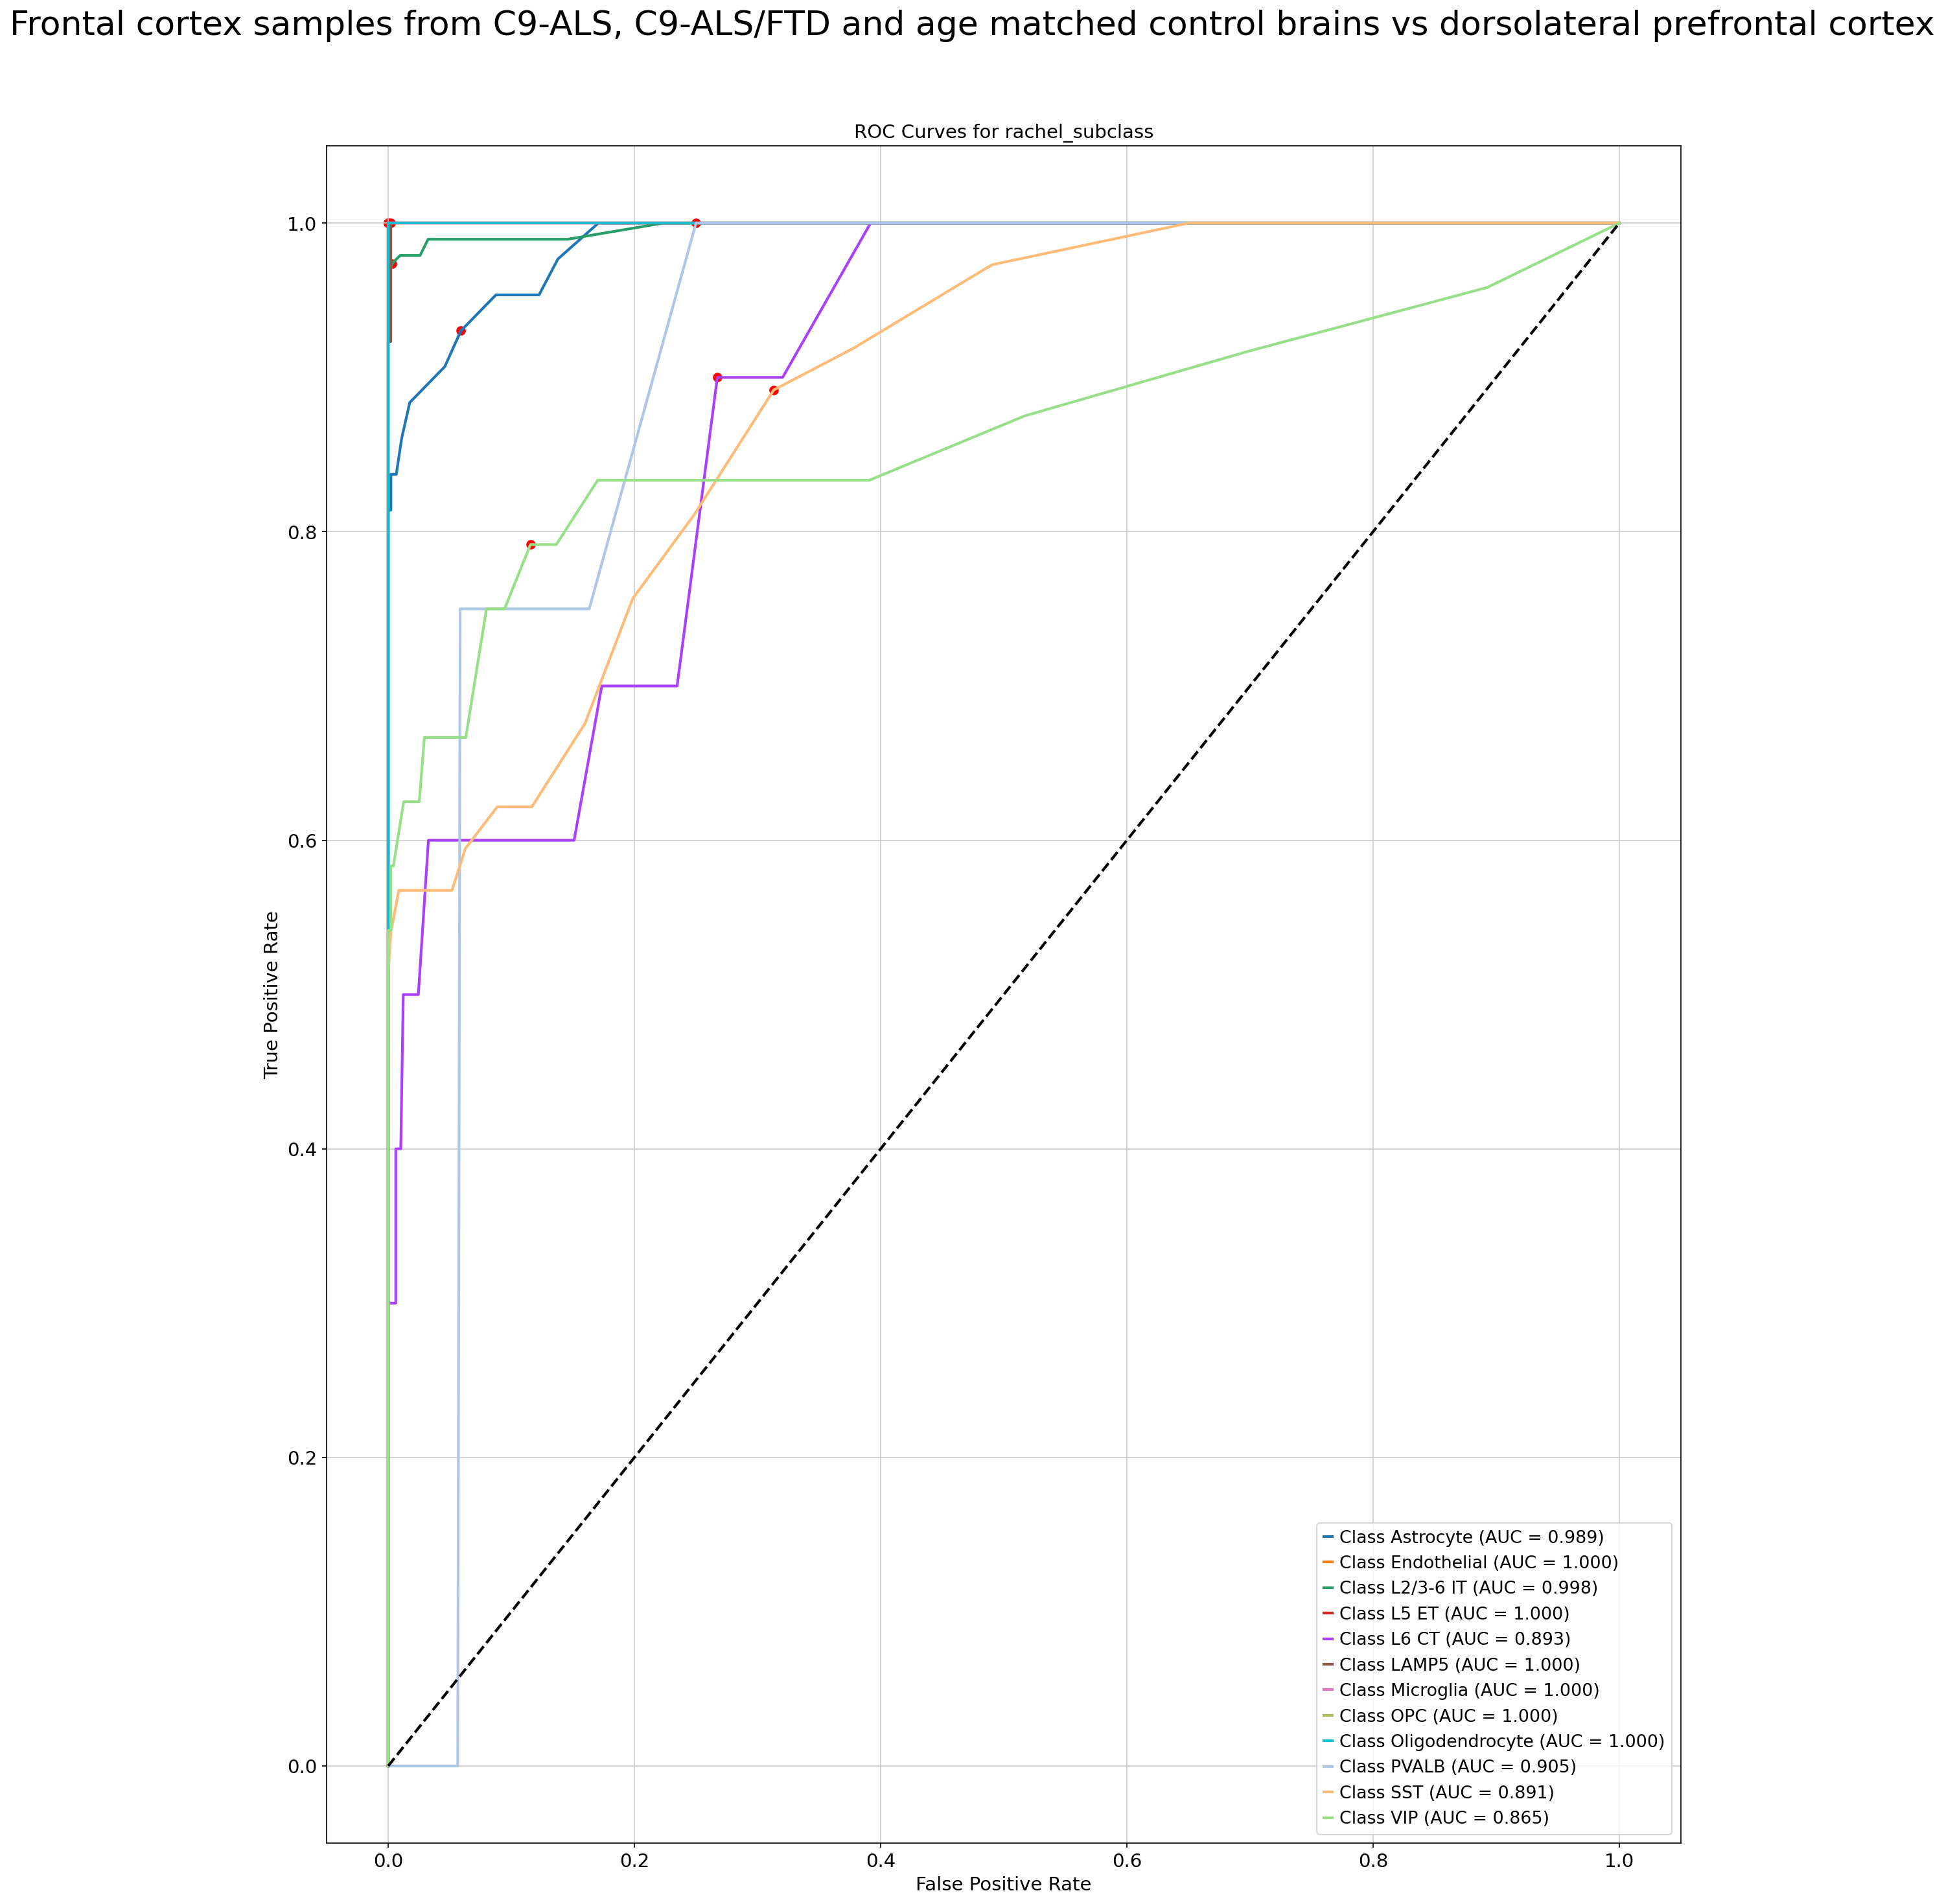 Frontal cortex samples from C9-ALS, C9-ALS/FTD and age matched control brains vs dorsolateral prefrontal cortex
ROC Curves for rachel_subclass
1.0
0.8
0.6
0.4
0.2
0.0
True Positive Rate
Class Astrocyte (AUC = 0.989)
Class Endothelial (AUC = 1.000)
Class L2/3-6 IT (AUC = 0.998)
Class L5 ET (AUC = 1.000)
Class L6 CT (AUC = 0.893)
Class LAMP5 (AUC = 1.000)
Class Microglia (AUC = 1.000)
Class OPC (AUC = 1.000)
Class Oligodendrocyte (AUC = 1.000)
Class PVALB (AUC = 0.905)
Class SST (AUC = 0.891)
Class VIP (AUC = 0.865)
0.0 0.2 0.4 0.6 0.8 1.0
False Positive Rate